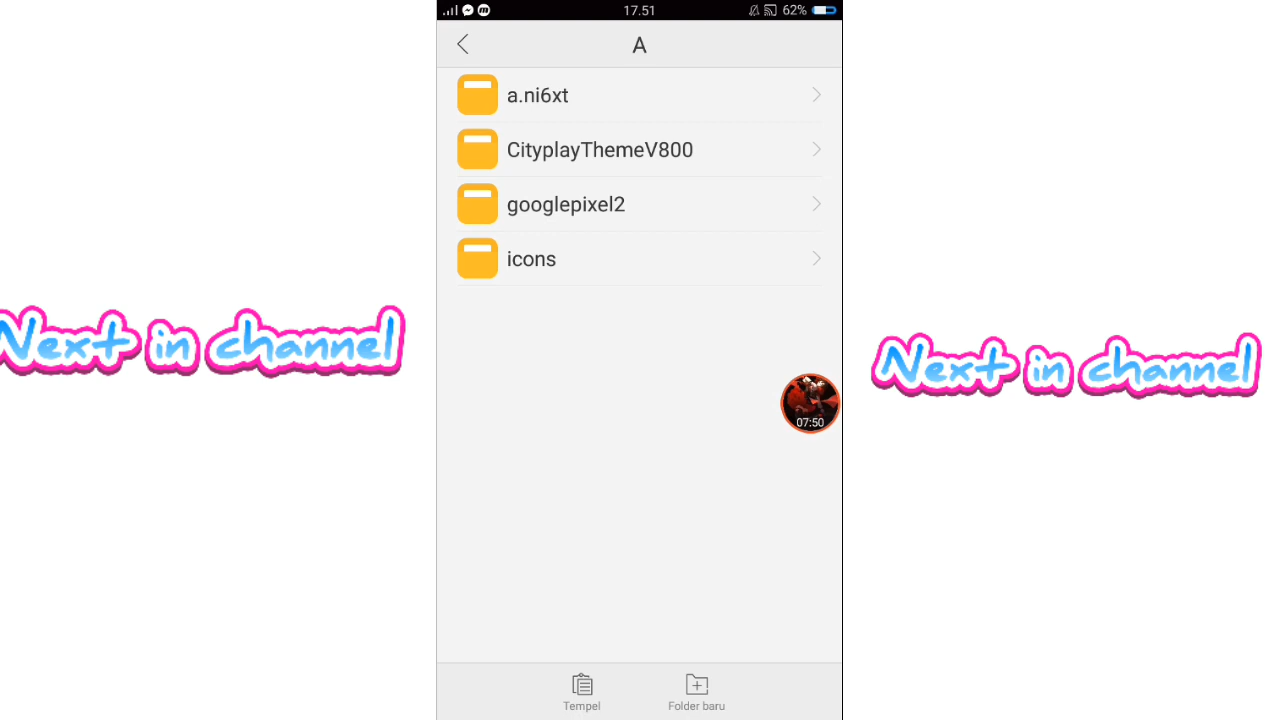 17.51
62%
A
a.ni6xt
CityplayThemeV800
googlepixel2
icons
Next in channel
Next in channel
07:50
Tempel
Folder baru